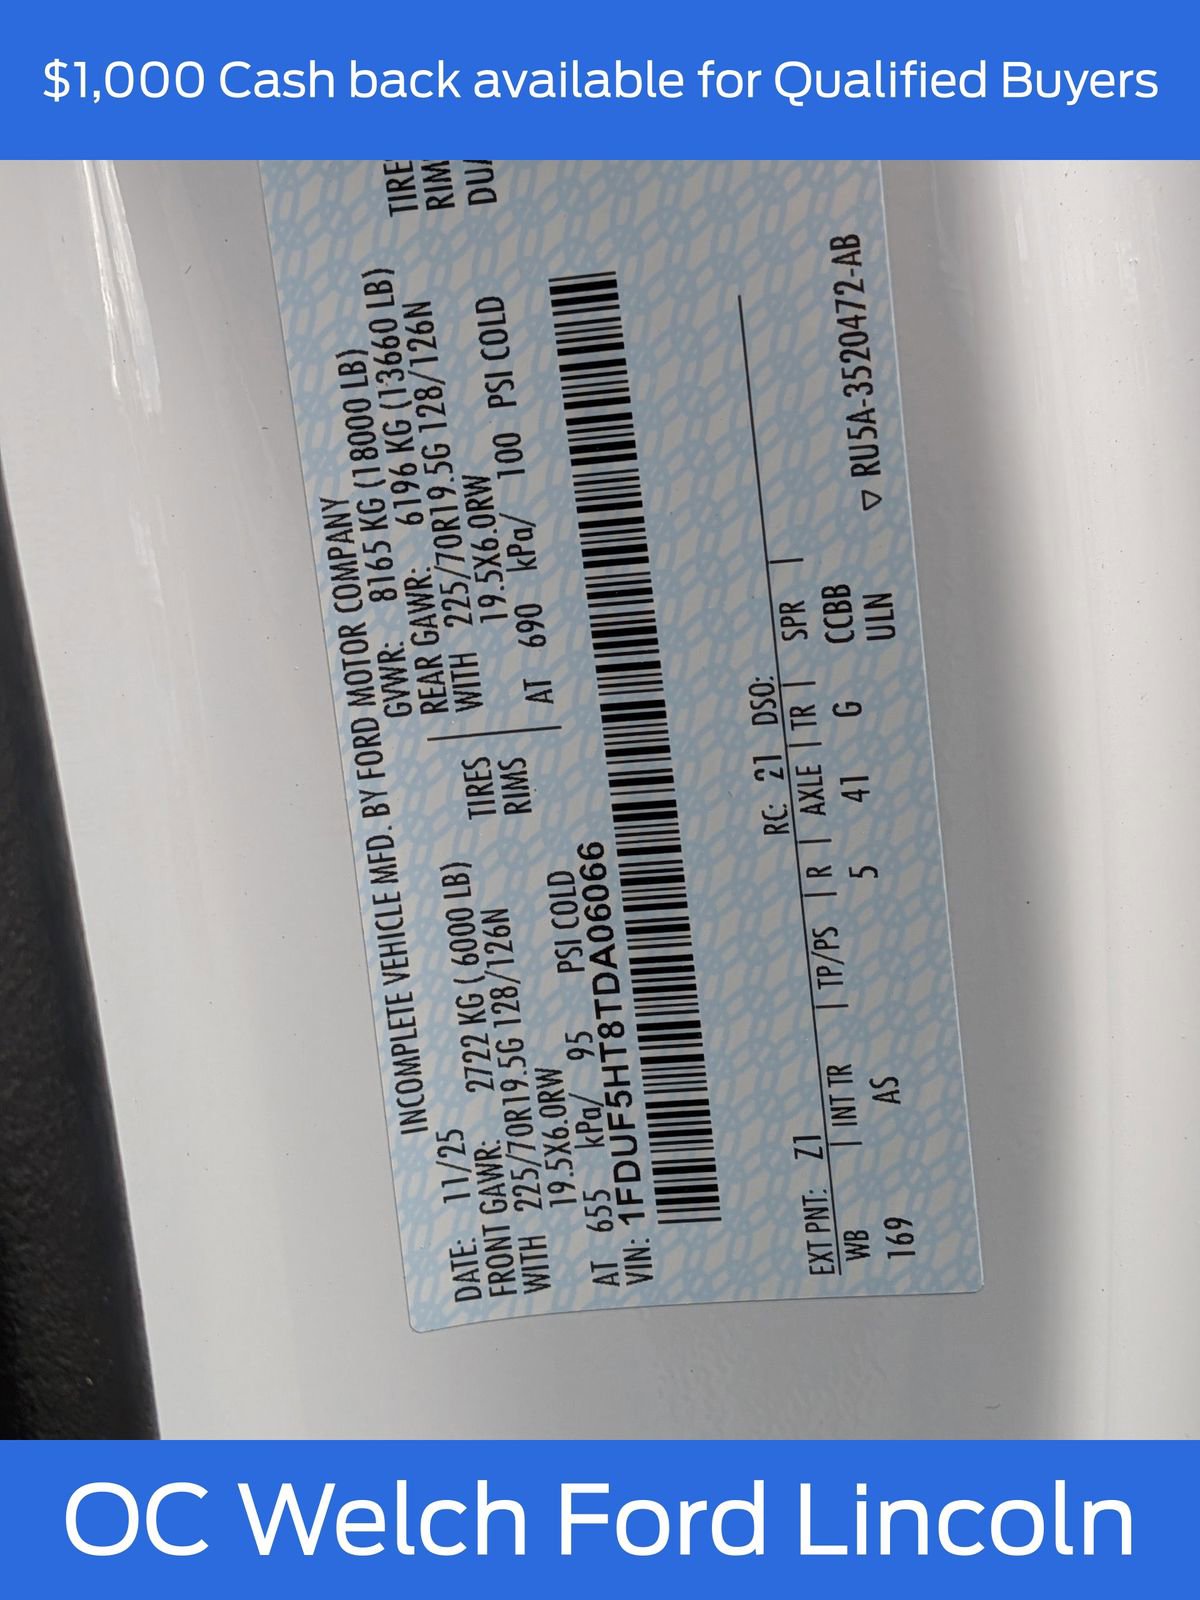 $1,000 Cash back available for Qualified Buyers
INCOMPLETE VEHICLE MFD. BY FORD MOTOR COMPANY
DATE: 11/25 GVWR: 8165 KG (18000 LB)
FRONT GAWR: 2722 KG ( 6000 LB) REAR GAWR: 6196 KG (13660 LB)
WITH 225/70R19.5G 128/126N TIRES WITH 225/70R19.5G 128/126N TIRE
19.5X6.0RW RIMS 19.5X6.0RW RIM
AT 655 kPa/ 95 PSI COLD AT 690 kPa/ 100 PSI COLD DUA
VIN: 1FDUF5HT8TDA06066
EXT PNT: Z1 RC: 21 DSO:
WB | INT TR | TP/PS | R | AXLE | TR | SPR |
169 AS 5 41 G CCBB
ULN
▽ RU5A-3520472-AB
OC Welch Ford Lincoln